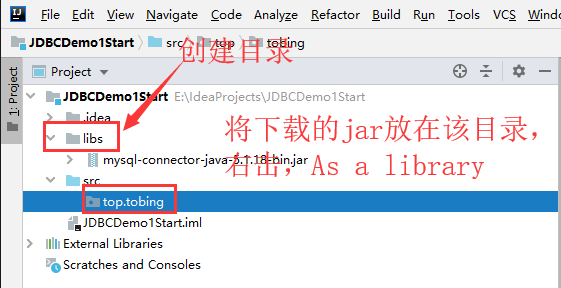 IJ File Edit View Navigate Code Analyze Refactor Build Run Tools VCS Window
JDBCDemo1Start src top tobing
创建目录
1: Project
Project
JDBCDemo1Start E:\IdeaProjects\JDBCDemo1Start
.idea
libs
将下载的jar放在该目录，
mysql-connector-java-5.1.18-bin.jar
右击，As a library
src
top.tobing
JDBCDemo1Start.iml
External Libraries
Scratches and Consoles